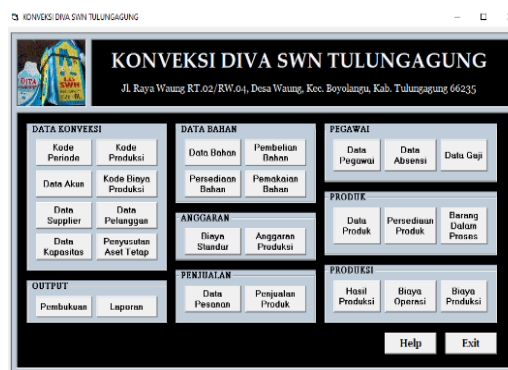 KONVEKSI DIVA SWN TULUNGAGUNG
KONVEKSI DIVA SWN TULUNGAGUNG
Jl. Raya Waung RT.02/RW.04, Desa Waung, Kec. Boyolangu, Kab. Tulungagung 66235
DATA KONVEKSI
Kode Periode
Kode Produksi
Data Akun
Kode Biaya Produksi
Data Supplier
Data Pelanggan
Data Kapasitas
Penyusutan Aset Tetap
OUTPUT
Pembukuan
Laporan
DATA BAHAN
Data Bahan
Pembelian Bahan
Persediaan Bahan
Pemakaian Bahan
ANGGARAN
Biaya Standar
Anggaran Produksi
PENJUALAN
Data Pesanan
Penjualan Produk
PEGAWAI
Data Pegawai
Data Absensi
Data Gaji
PRODUK
Data Produk
Persediaan Produk
Barang Dalam Proses
PRODUKSI
Hasil Produksi
Biaya Operasi
Biaya Produksi
Help
Exit